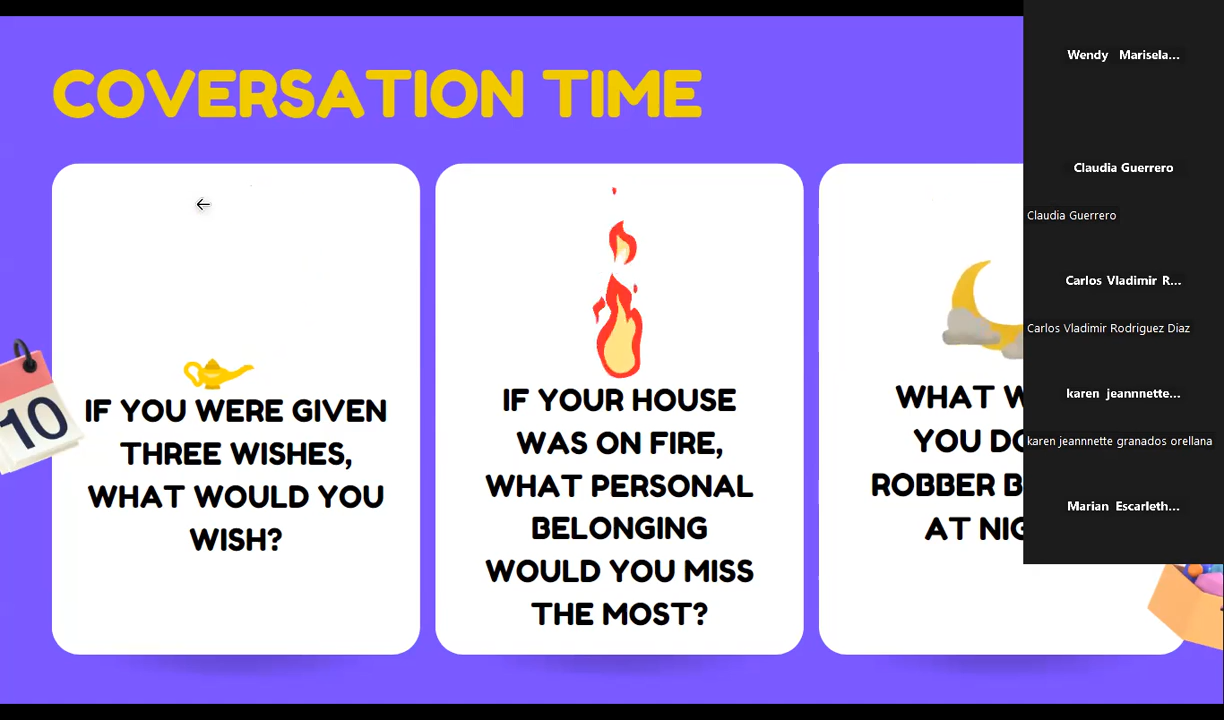 COVERSATION TIME
10
IF YOU WERE GIVEN
THREE WISHES,
WHAT WOULD YOU
WISH?
IF YOUR HOUSE
WAS ON FIRE,
WHAT PERSONAL
BELONGING
WOULD YOU MISS
THE MOST?
WHAT
YOU
ROBBER
AT
Wendy Marisela...
Claudia Guerrero
Claudia Guerrero
Carlos Vladimir R...
Carlos Vladimir Rodriguez Diaz
karen jeannnette...
karen jeannnette granados orellana
Marian Escarleth...